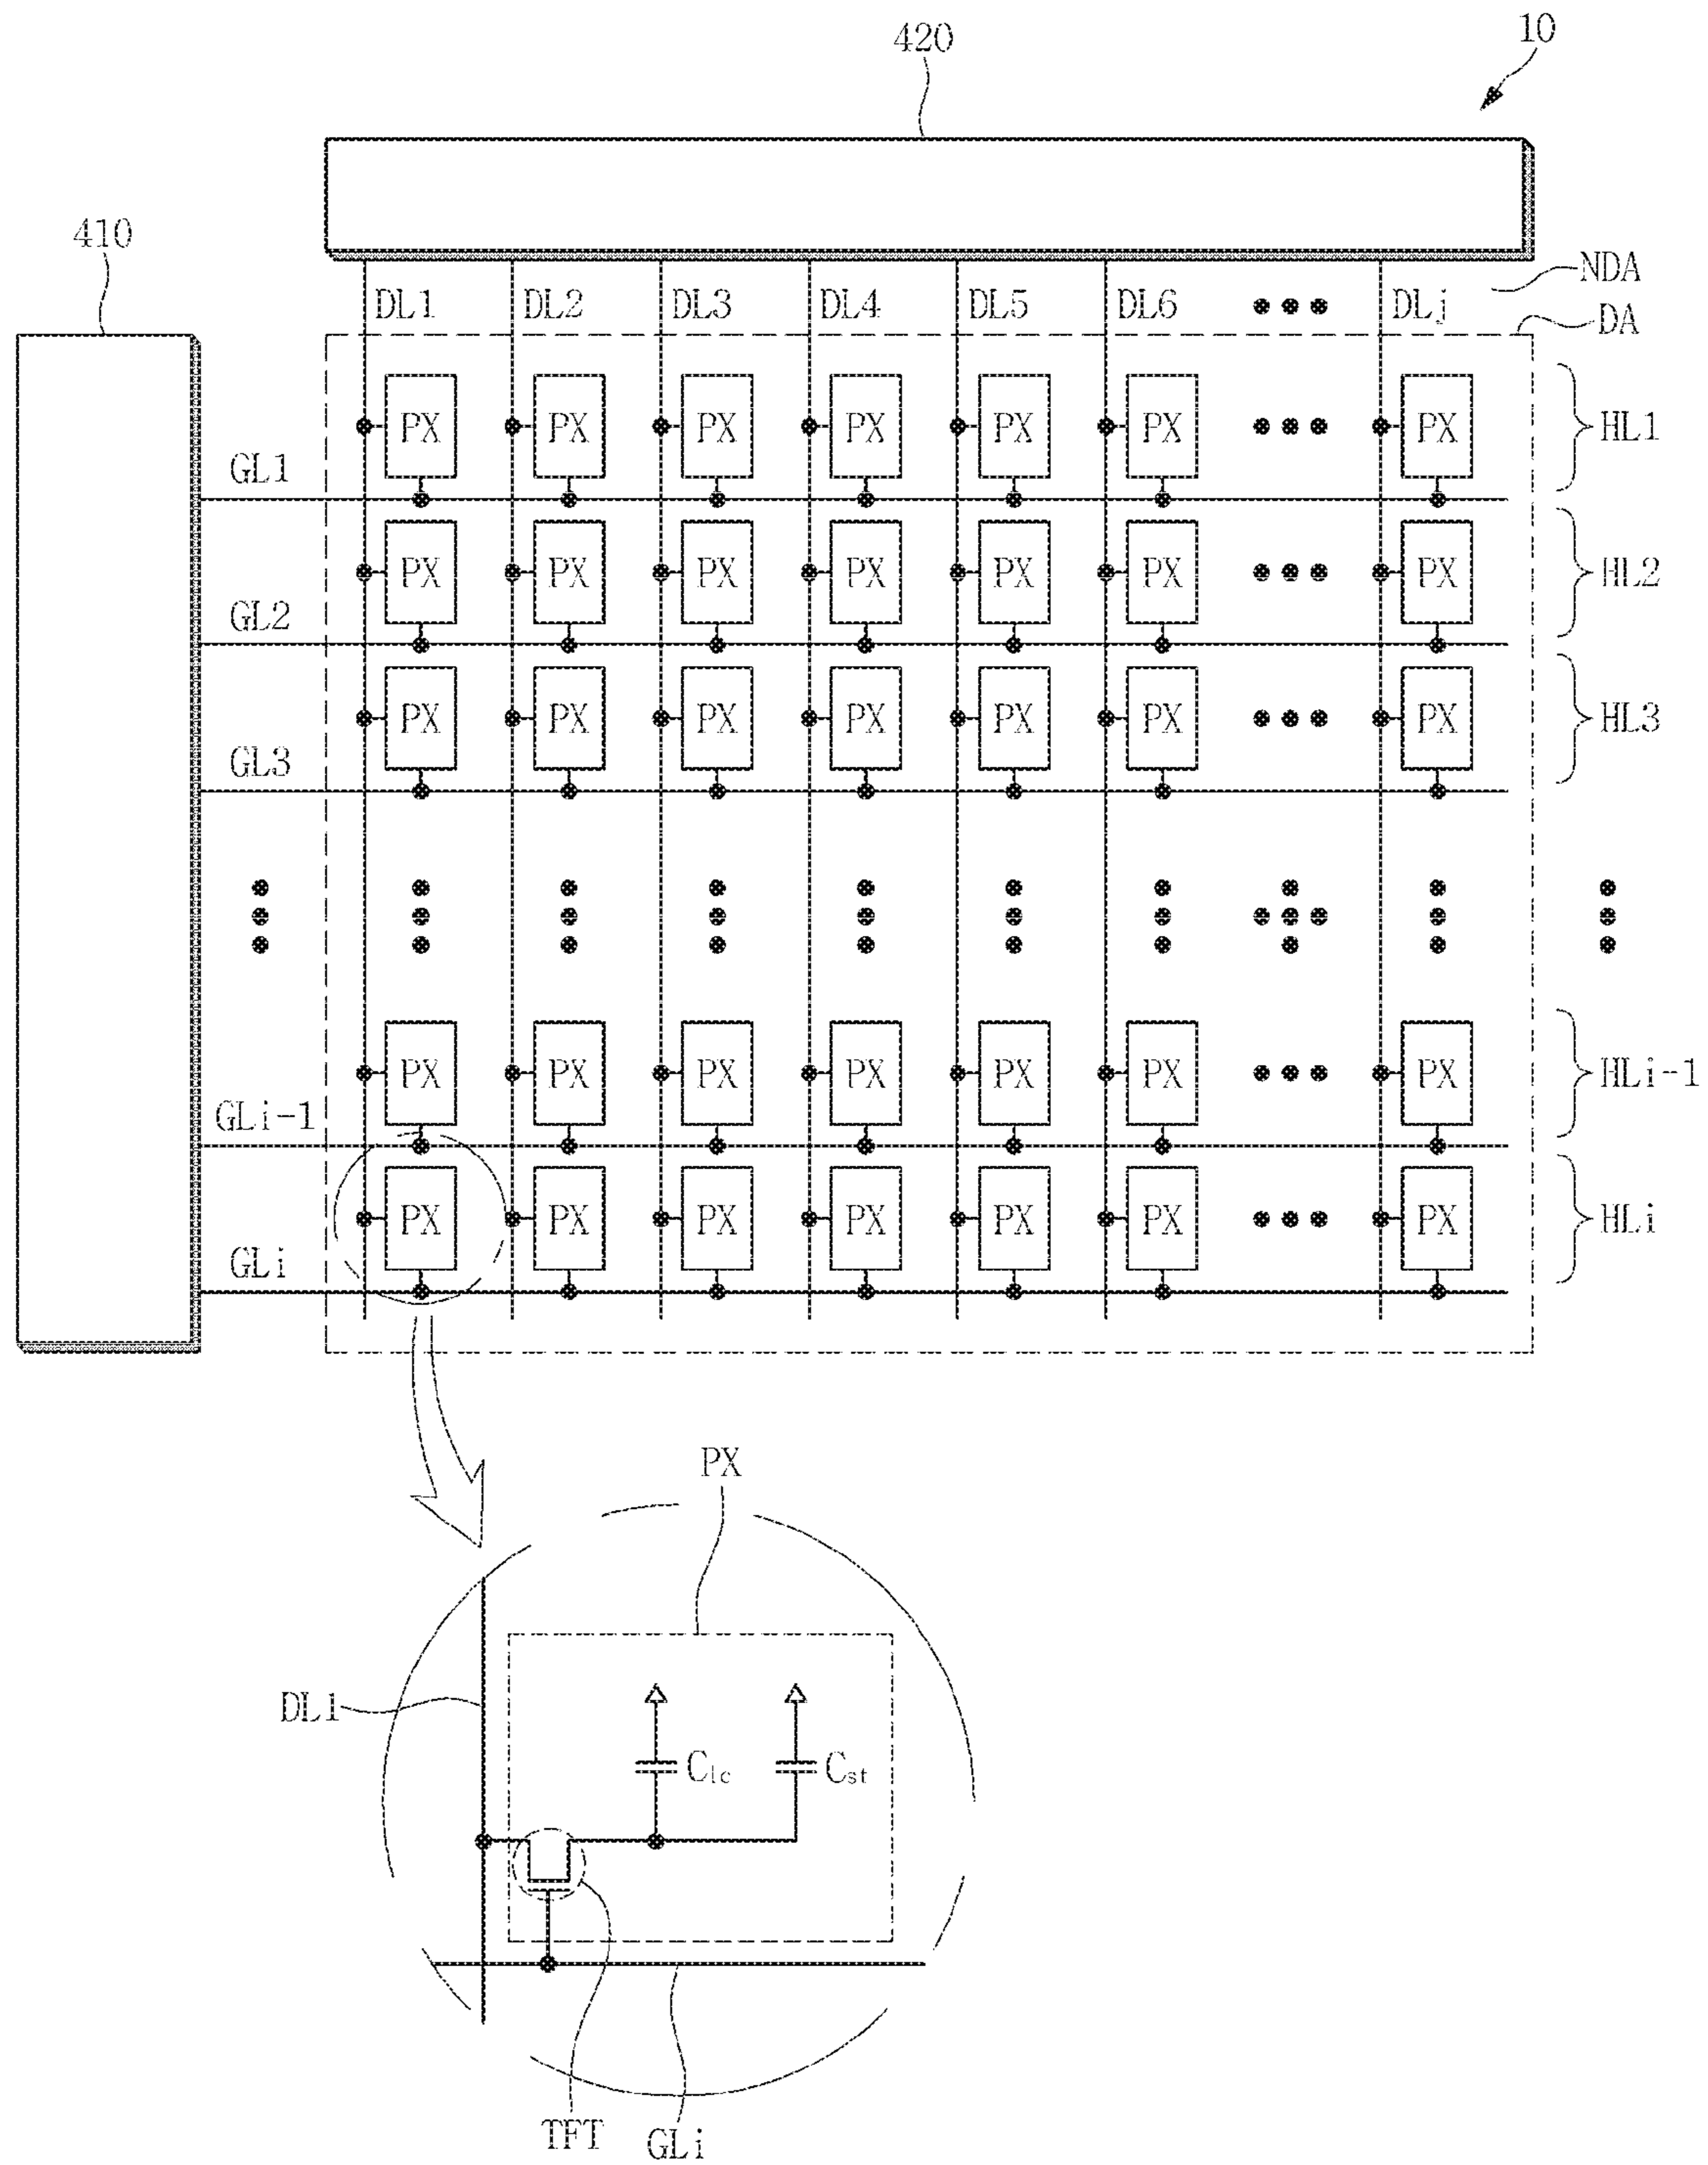 10
420
410
NDA
DL1 DL2 DL3 DL4 DL5 DL6 DLj
DA
PX PX PX PX PX PX PX HL1
GL1
PX PX PX PX PX PX PX HL2
GL2
PX PX PX PX PX PX PX HL3
GL3
PX PX PX PX PX PX PX HLi-1
GLi-1
PX PX PX PX PX PX PX HLi
GLi
PX
DL1
Clc Cst
TFT
GLi